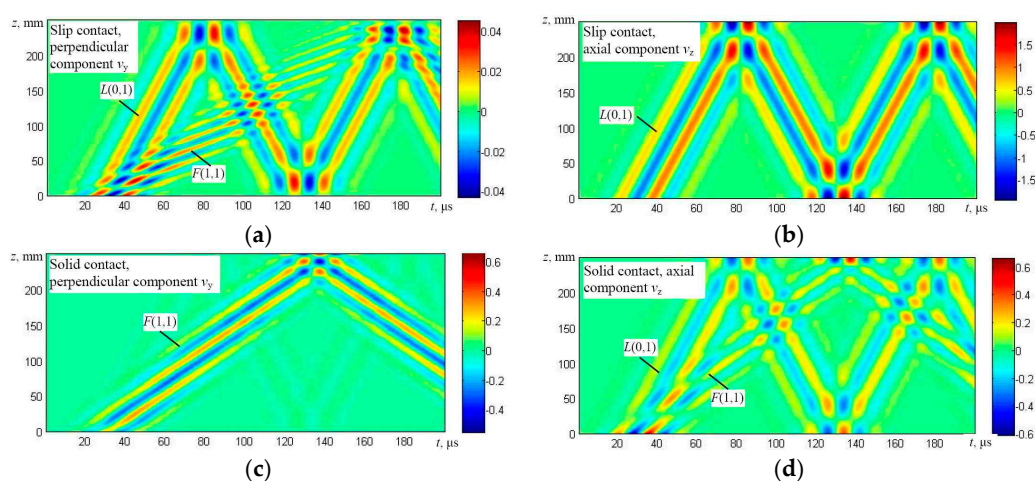 z, mm
Slip contact,
perpendicular
component vy
L(0,1)
F(1,1)
200
150
100
50
0
20 40 60 80 100 120 140 160 t, μs
0.04
0.02
0
-0.02
-0.04
(a)
z, mm
Slip contact,
axial component vz
L(0,1)
200
150
100
50
0
20 40 60 80 100 120 140 160 180 t, μs
1.5
1
0.5
0
-0.5
-1
-1.5
(b)
z, mm
Solid contact,
perpendicular component vy
F(1,1)
200
150
100
50
0
20 40 60 80 100 120 140 160 180 t, μs
0.6
0.4
0.2
0
-0.2
-0.4
(c)
z, mm
Solid contact, axial
component vz
L(0,1)
F(1,1)
200
150
100
50
0
20 40 60 80 100 120 140 160 180 t, μs
0.6
0.4
0.2
0
-0.2
-0.4
-0.6
(d)